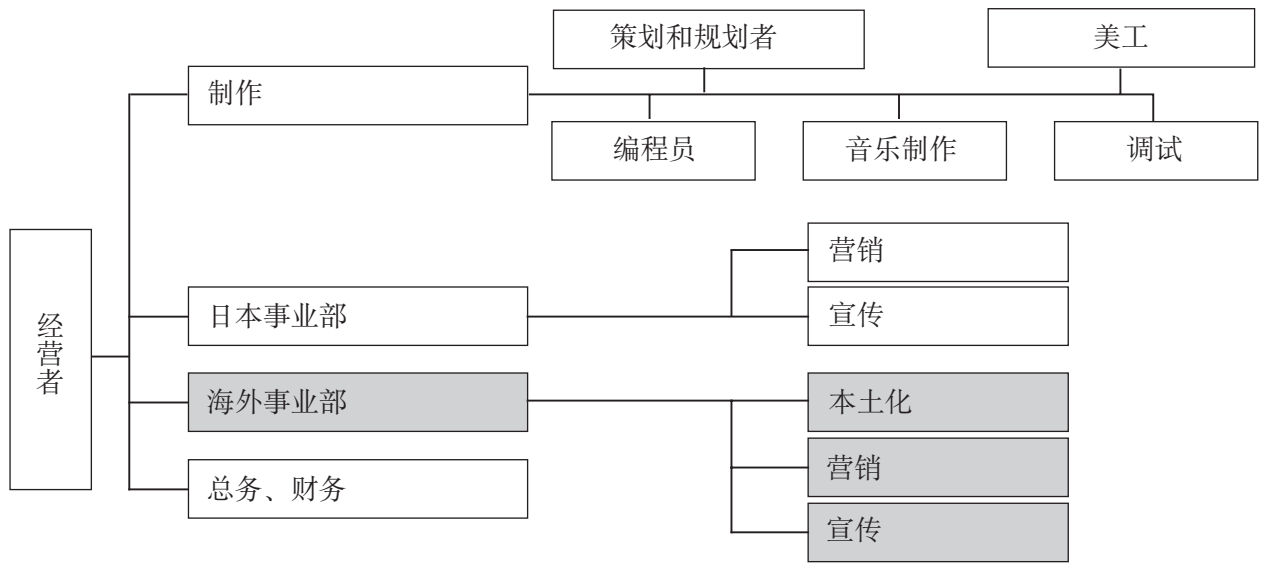 策划和规划者
美工
制作
编程员
音乐制作
调试
营销
经营者
日本事业部
宣传
海外事业部
本土化
营销
总务、财务
宣传